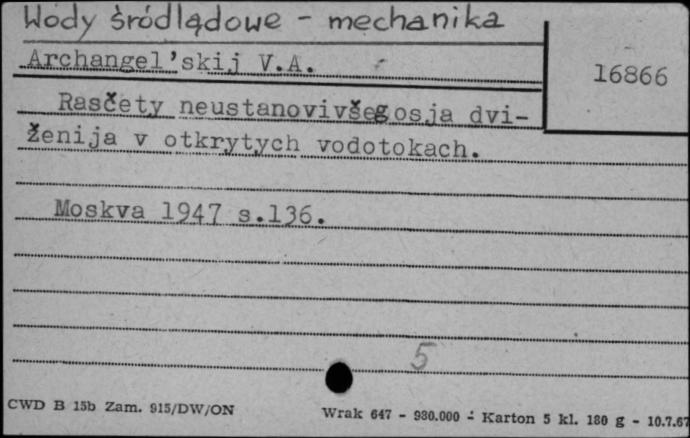 Wody śródlądowe - mechanika
Archangel'skij V.A.
16866
Rasčety neustanovivšegosja dvi-
ženija v otkrytych vodotokach.
Moskva 1947 s.136.
5
CWD B 15b Zam. 915/DW/ON
Wrak 647 - 980.000 - Karton 5 kl. 180 g - 10.7.67